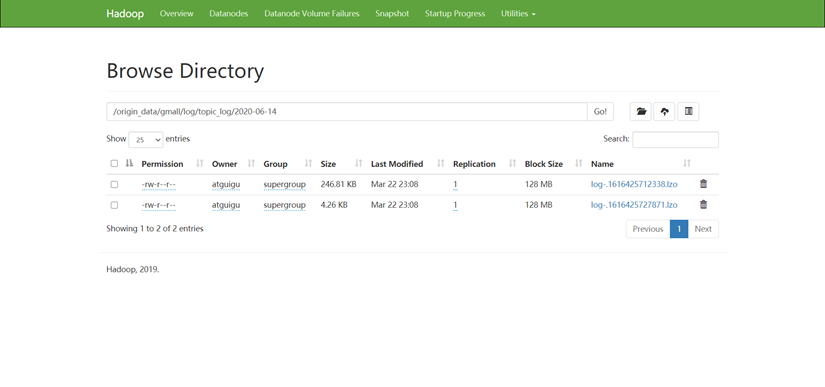 Hadoop Overview Datanodes Datanode Volume Failures Snapshot Startup Progress Utilities
Browse Directory
/origin_data/gmall/log/topic_log/2020-06-14 Go!
Show 25 entries Search:
Permission Owner Group Size Last Modified Replication Block Size Name
-rw-r--r-- atguigu supergroup 246.81 KB Mar 22 23:08 1 128 MB log-.1616425712338.lzo
-rw-r--r-- atguigu supergroup 4.26 KB Mar 22 23:08 1 128 MB log-.1616425727871.lzo
Showing 1 to 2 of 2 entries Previous 1 Next
Hadoop, 2019.